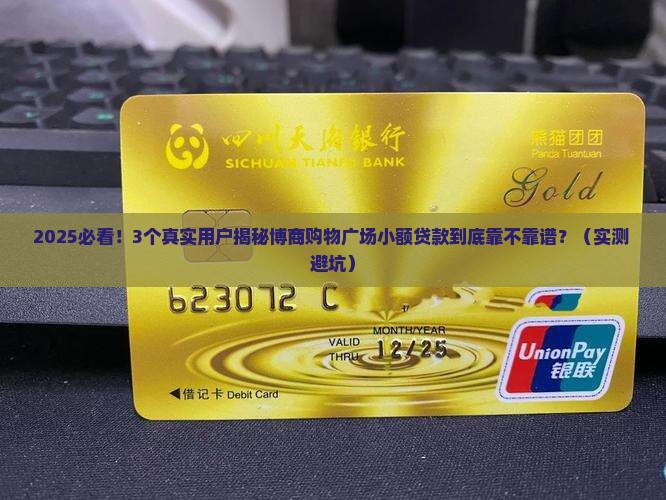 四川天府银行
SICHUAN TIANFU BANK
熊猫团团
Panda Tuantuan
Gold
2025必看！3个真实用户揭秘博商购物广场小额贷款到底靠不靠谱？（实测
避坑）
623072 C
MONTH/YEAR
VALID
THRU
12/25
UnionPay
银联
◀借记卡 Debit Card